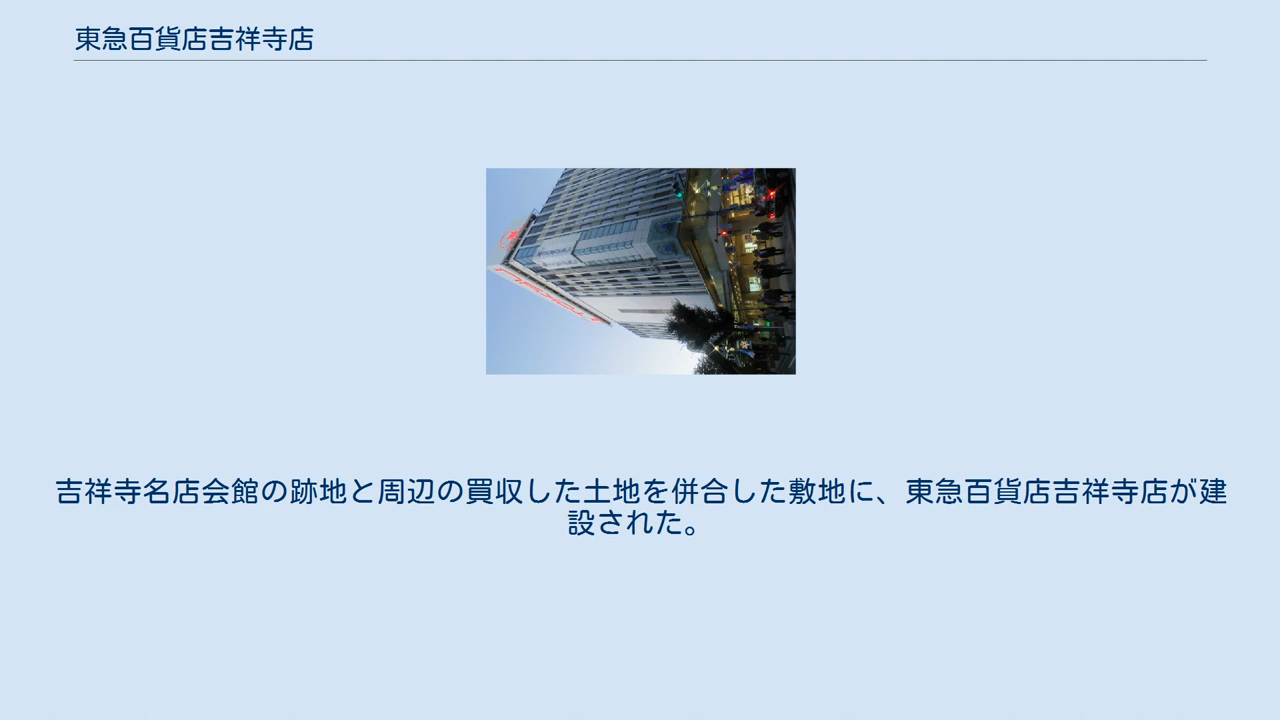 東急百貨店吉祥寺店
吉祥寺名店会館の跡地と周辺の買収した土地を併合した敷地に、東急百貨店吉祥寺店が建
設された。